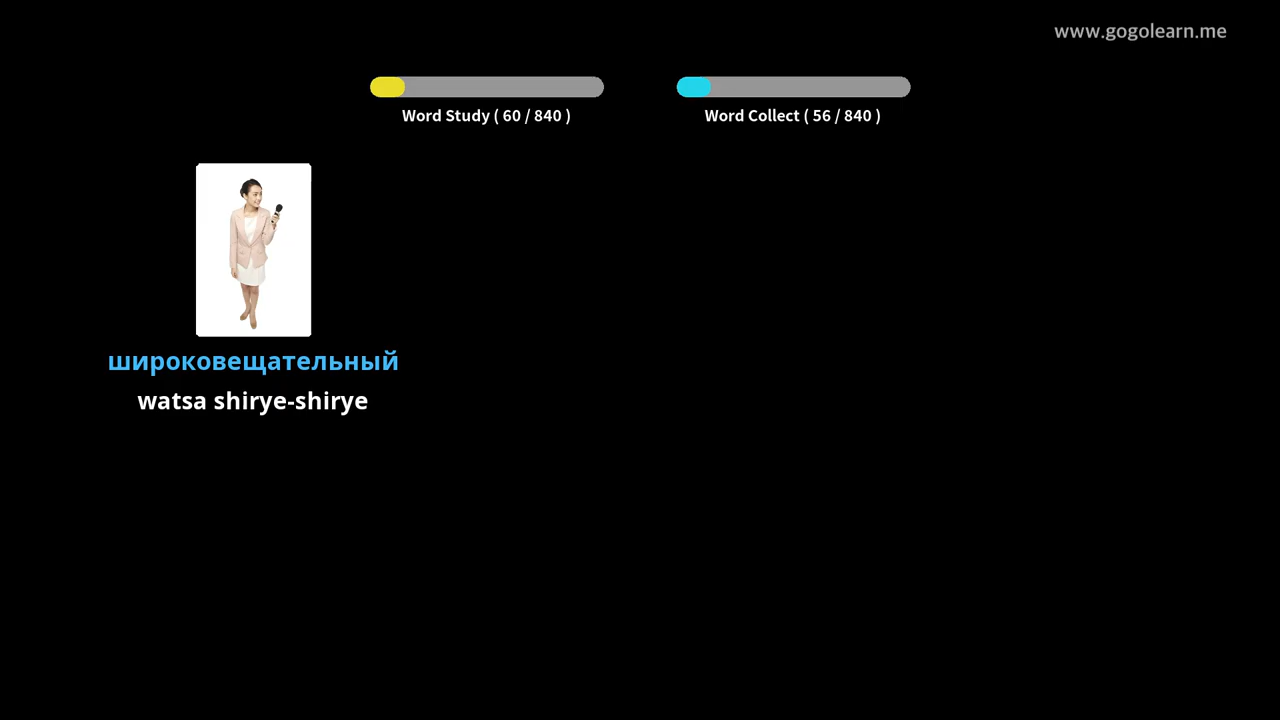 www.gogolearn.me
Word Study ( 60 / 840 )
Word Collect ( 56 / 840 )
широковещательный
watsa shirye-shirye